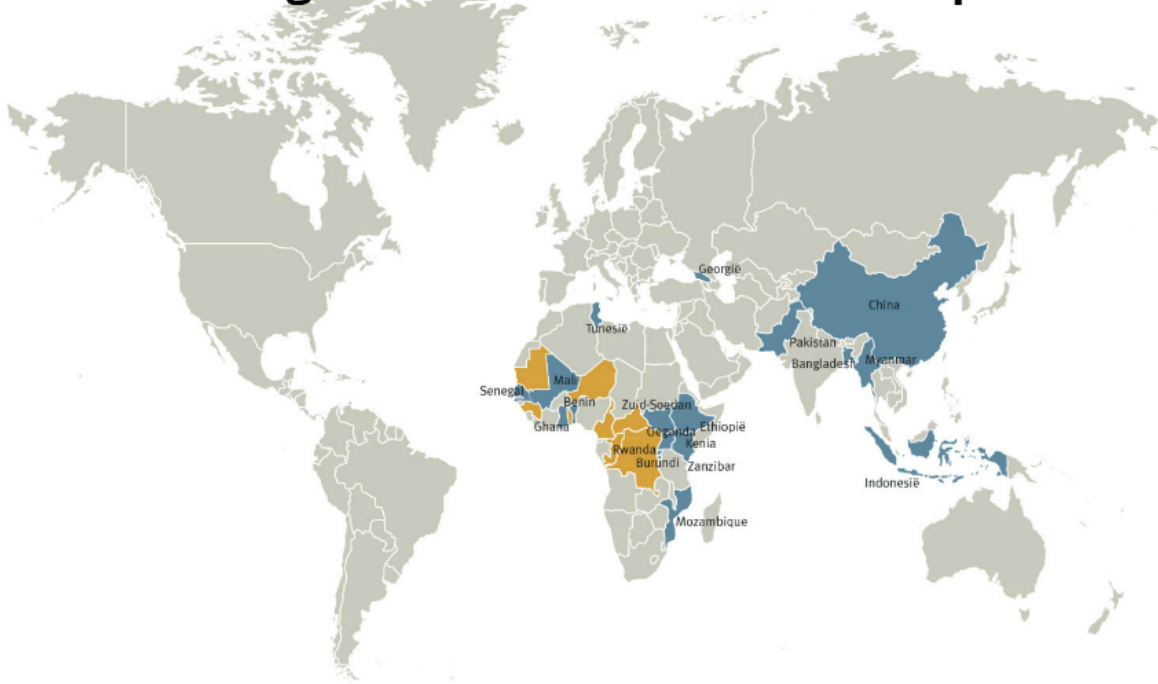 Georgië
China
Tunesië
Pakistan
Bangladesh
Myanmar
Mali
Senegal
Benin
Zuid-Soedan
Ghana
Oeganda
Ethiopië
Kenia
Rwanda
Burundi
Zanzibar
Indonesië
Mozambique